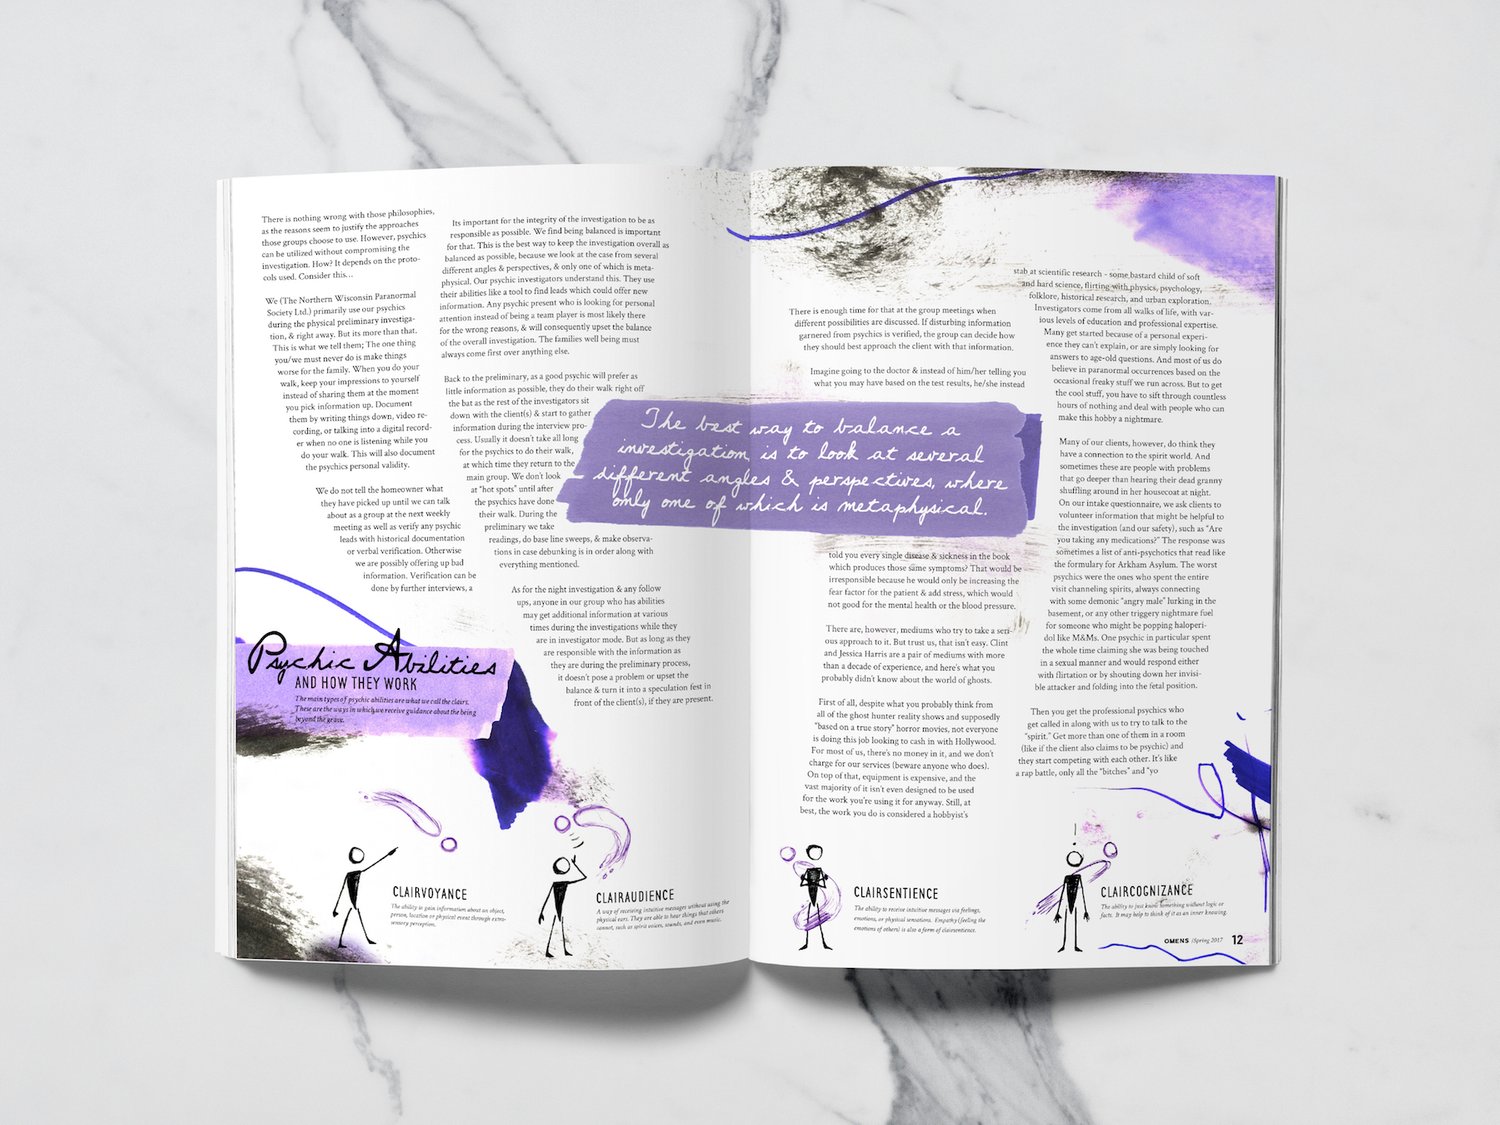 There is nothing wrong with those philosophies,
as the reasons seem to justify the approaches
those groups choose to use. However, psychics
can be utilized without compromising the
investigation. How? It depends on the proto-
cols used. Consider this...
We (The Northern Wisconsin Paranormal
Society Ltd.) primarily use our psychics
during the physical preliminary investiga-
tion, & right away. But its more than that.
This is what we tell them; The one thing
you/we must never do is make things
worse for the family. When you do your
walk, keep your impressions to yourself
instead of sharing them at the moment
you pick information up. Document
them by writing things down, video re-
cording, or talking into a digital record-
er when no one is listening while you
do your walk. This will also document
the psychics personal validity.
We do not tell the homeowner what
they have picked up until we can talk
about as a group at the next weekly
meeting as well as verify any psychic
leads with historical documentation
or verbal verification. Otherwise
we are possibly offering up bad
information. Verification can be
done by further interviews, a
Its important for the integrity of the investigation to be as
responsible as possible. We find being balanced is important
for that. This is the best way to keep the investigation overall as
balanced as possible, because we look at the case from several
different angles & perspectives, & only one of which is meta-
physical. Our psychic investigators understand this. They use
their abilities like a tool to find leads which could offer new
information. Any psychic present who is looking for personal
attention instead of being a team player is most likely there
for the wrong reasons, & will consequently upset the balance
of the overall investigation. The families well being must
always come first over anything else.
Back to the preliminary, as a good psychic will prefer as
little information as possible, they do their walk right off
the bat as the rest of the investigators sit
down with the client(s) & start to gather
information during the interview pro-
cess. Usually it doesn't take all long
for the psychics to do their walk,
at which time they return to the
main group. We don't look
at "hot spots" until after
the psychics have done
their walk. During the
preliminary we take
readings, do base line sweeps, & make observa-
tions in case debunking is in order along with
everything mentioned.
As for the night investigation & any follow
ups, anyone in our group who has abilities
may get additional information at various
times during the investigations while they
are in investigator mode. But as long as they
are responsible with the information as
they are during the preliminary process,
it doesn't pose a problem or upset the
balance & turn it into a speculation fest in
front of the client(s), if they are present.
The best way to balance a
investigation is to look at several
different angles & perspectives, where
only one of which is metaphysical.
Psychic Abilities
AND HOW THEY WORK
The main types of psychic abilities are what we call the clairs.
These are the ways in which we receive guidance about the being
beyond the grave.
CLAIRVOYANCE
The ability to gain information about an object,
person, location or physical event through extra-
sensory perception.
CLAIRAUDIENCE
A way of receiving intuitive messages without using the
physical ears. They are able to hear things that others
cannot, such as spirit voices, sounds, and even music.
There is enough time for that at the group meetings when
different possibilities are discussed. If disturbing information
garnered from psychics is verified, the group can decide how
they should best approach the client with that information.
Imagine going to the doctor & instead of him/her telling you
what you may have based on the test results, he/she instead
told you every single disease & sickness in the book
which produces those same symptoms? That would be
irresponsible because he would only be increasing the
fear factor for the patient & add stress, which would
not good for the mental health or the blood pressure.
There are, however, mediums who try to take a seri-
ous approach to it. But trust us, that isn't easy. Clint
and Jessica Harris are a pair of mediums with more
than a decade of experience, and here's what you
probably didn't know about the world of ghosts.
First of all, despite what you probably think from
all of the ghost hunter reality shows and supposedly
"based on a true story" horror movies, not everyone
is doing this job looking to cash in with Hollywood.
For most of us, there's no money in it, and we don't
charge for our services (beware anyone who does).
On top of that, equipment is expensive, and the
vast majority of it isn't even designed to be used
for the work you're using it for anyway. Still, at
best, the work you do is considered a hobbyist's
stab at scientific research - some bastard child of soft
and hard science, flirting with physics, psychology,
folklore, historical research, and urban exploration.
Investigators come from all walks of life, with var-
ious levels of education and professional expertise.
Many get started because of a personal experi-
ence they can't explain, or are simply looking for
answers to age-old questions. And most of us do
believe in paranormal occurrences based on the
occasional freaky stuff we run across. But to get
the cool stuff, you have to sift through countless
hours of nothing and deal with people who can
make this hobby a nightmare.
Many of our clients, however, do think they
have a connection to the spirit world. And
sometimes these are people with problems
that go deeper than hearing their dead granny
shuffling around in her housecoat at night.
On our intake questionnaire, we ask clients to
volunteer information that might be helpful to
the investigation (and our safety), such as "Are
you taking any medications?" The response was
sometimes a list of anti-psychotics that read like
the formulary for Arkham Asylum. The worst
psychics were the ones who spent the entire
visit channeling spirits, always connecting
with some demonic "angry male" lurking in the
basement, or any other triggery nightmare fuel
for someone who might be popping haloperi-
dol like M&Ms. One psychic in particular spent
the whole time claiming she was being touched
in a sexual manner and would respond either
with flirtation or by shouting down her invisi-
ble attacker and folding into the fetal position.
Then you get the professional psychics who
get called in along with us to try to talk to the
"spirit." Get more than one of them in a room
(like if the client also claims to be psychic) and
they start competing with each other. It's like
a rap battle, only all the "bitches" and "yo
CLAIRSENTIENCE
The ability to receive intuitive messages via feelings,
emotions, or physical sensations. Empathy (feeling the
emotions of others) is also a form of clairsentience.
CLAIRCOGNIZANCE
The ability to just know something without logic or
facts. It may help to think of it as an inner knowing.
OMENS /Spring 2017 12